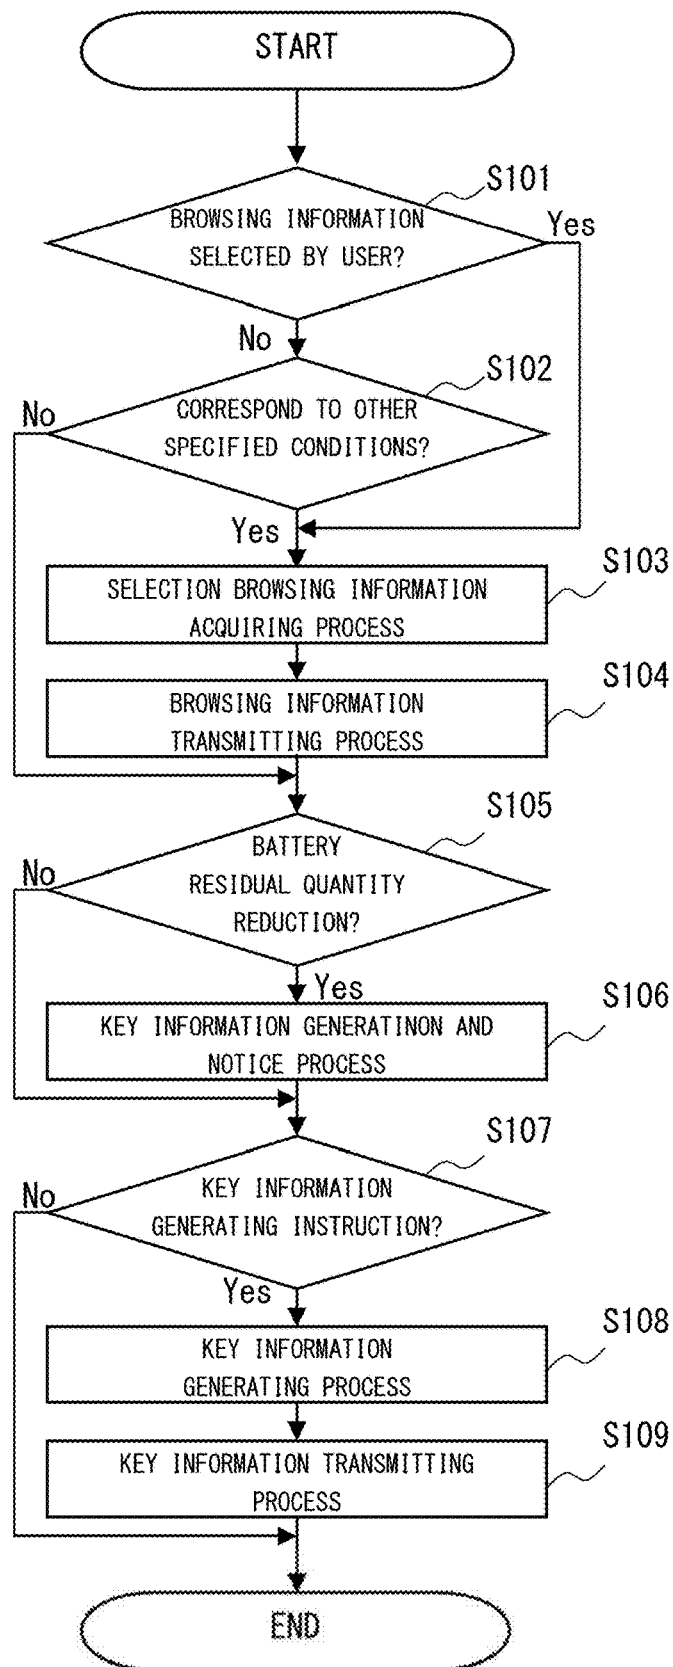 START
S101
BROWSING INFORMATION
SELECTED BY USER?
Yes
No
S102
No
CORRESPOND TO OTHER
SPECIFIED CONDITIONS?
Yes
S103
SELECTION BROWSING INFORMATION
ACQUIRING PROCESS
S104
BROWSING INFORMATION
TRANSMITTING PROCESS
S105
BATTERY
No
RESIDUAL QUANTITY
REDUCTION?
Yes
S106
KEY INFORMATION GENERATINON AND
NOTICE PROCESS
S107
No
KEY INFORMATION
GENERATING INSTRUCTION?
Yes
S108
KEY INFORMATION
GENERATING PROCESS
S109
KEY INFORMATION TRANSMITTING
PROCESS
END